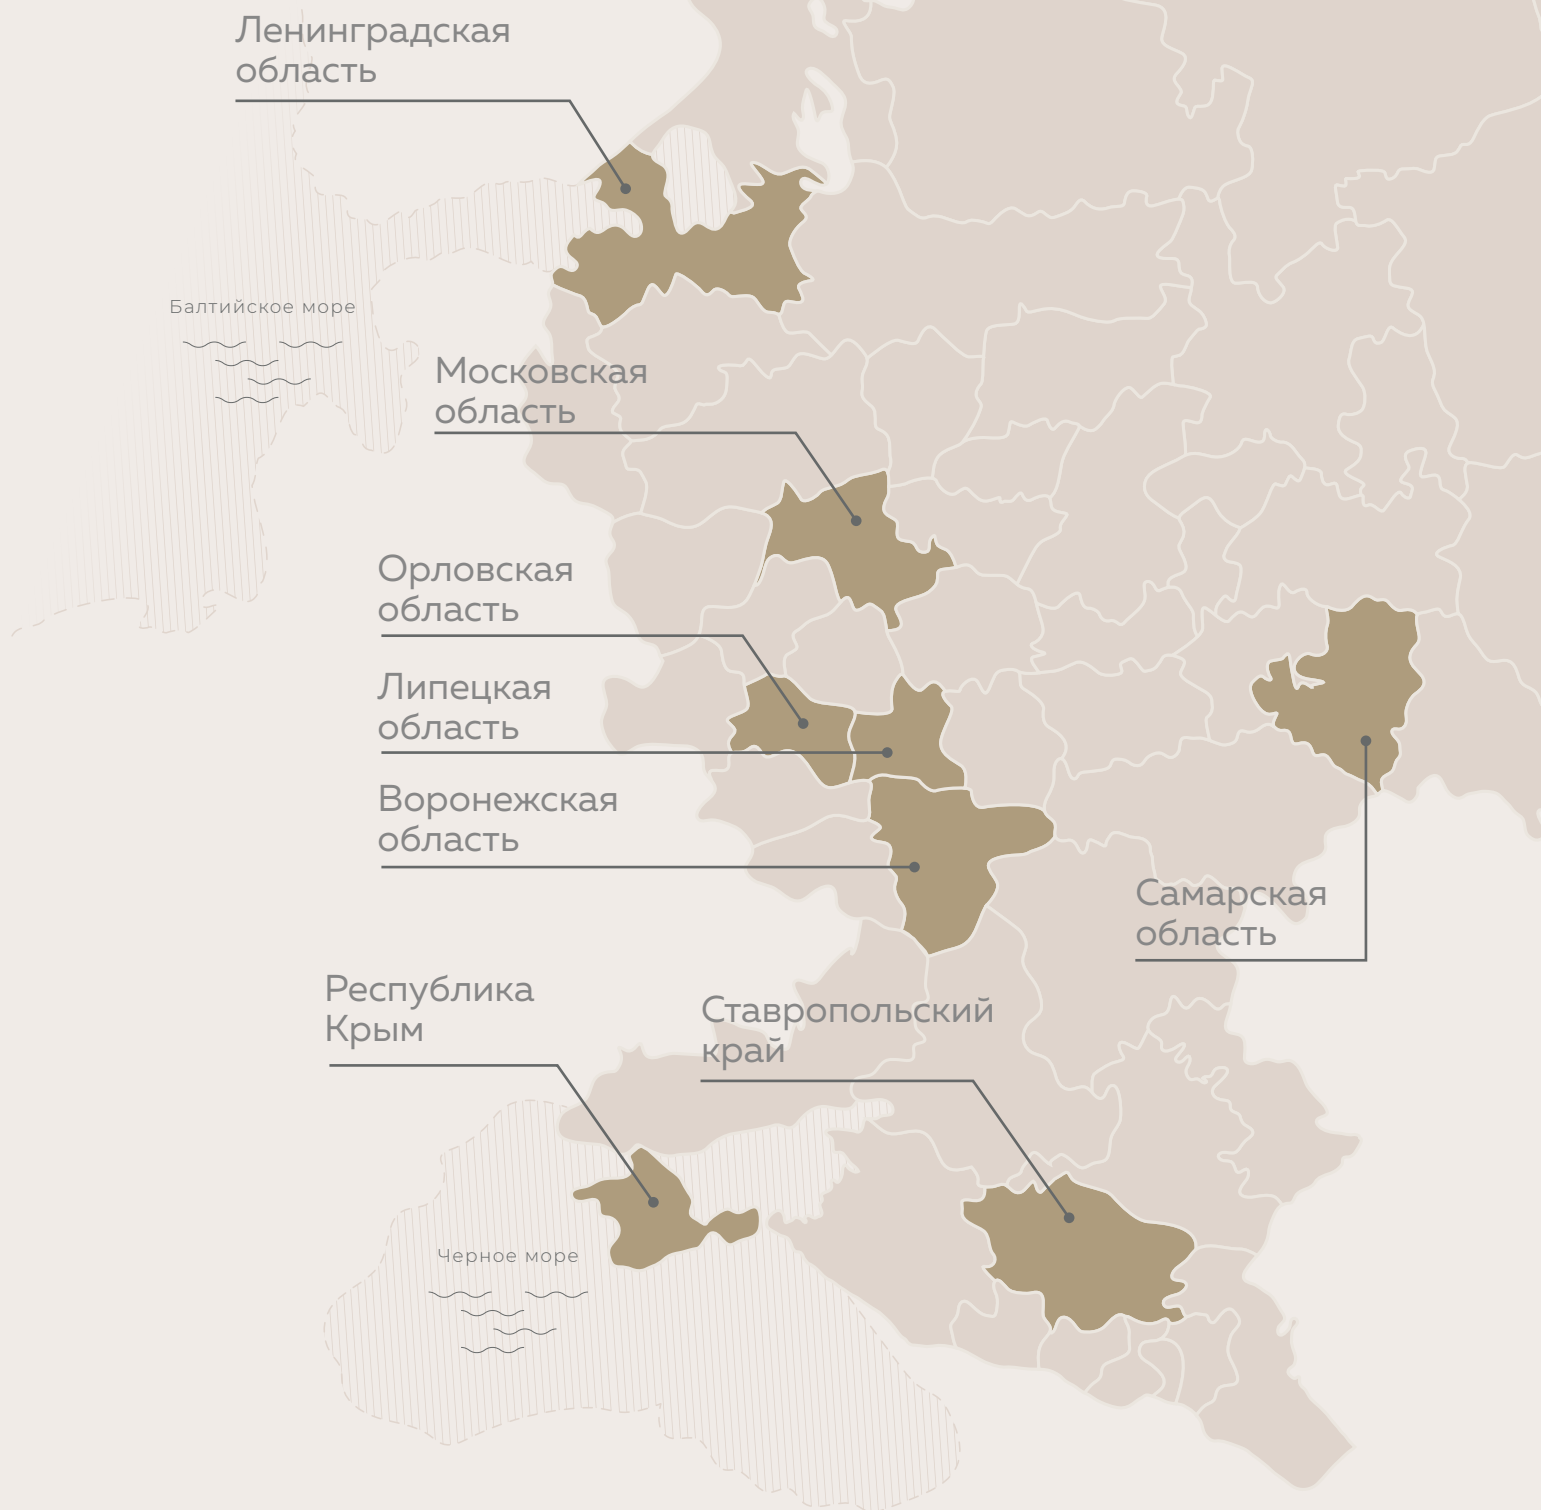 Ленинградская
область
Балтийское море
Московская
область
Орловская
область
Липецкая
область
Воронежская
область
Самарская
область
Республика
Крым
Ставропольский
край
Черное море